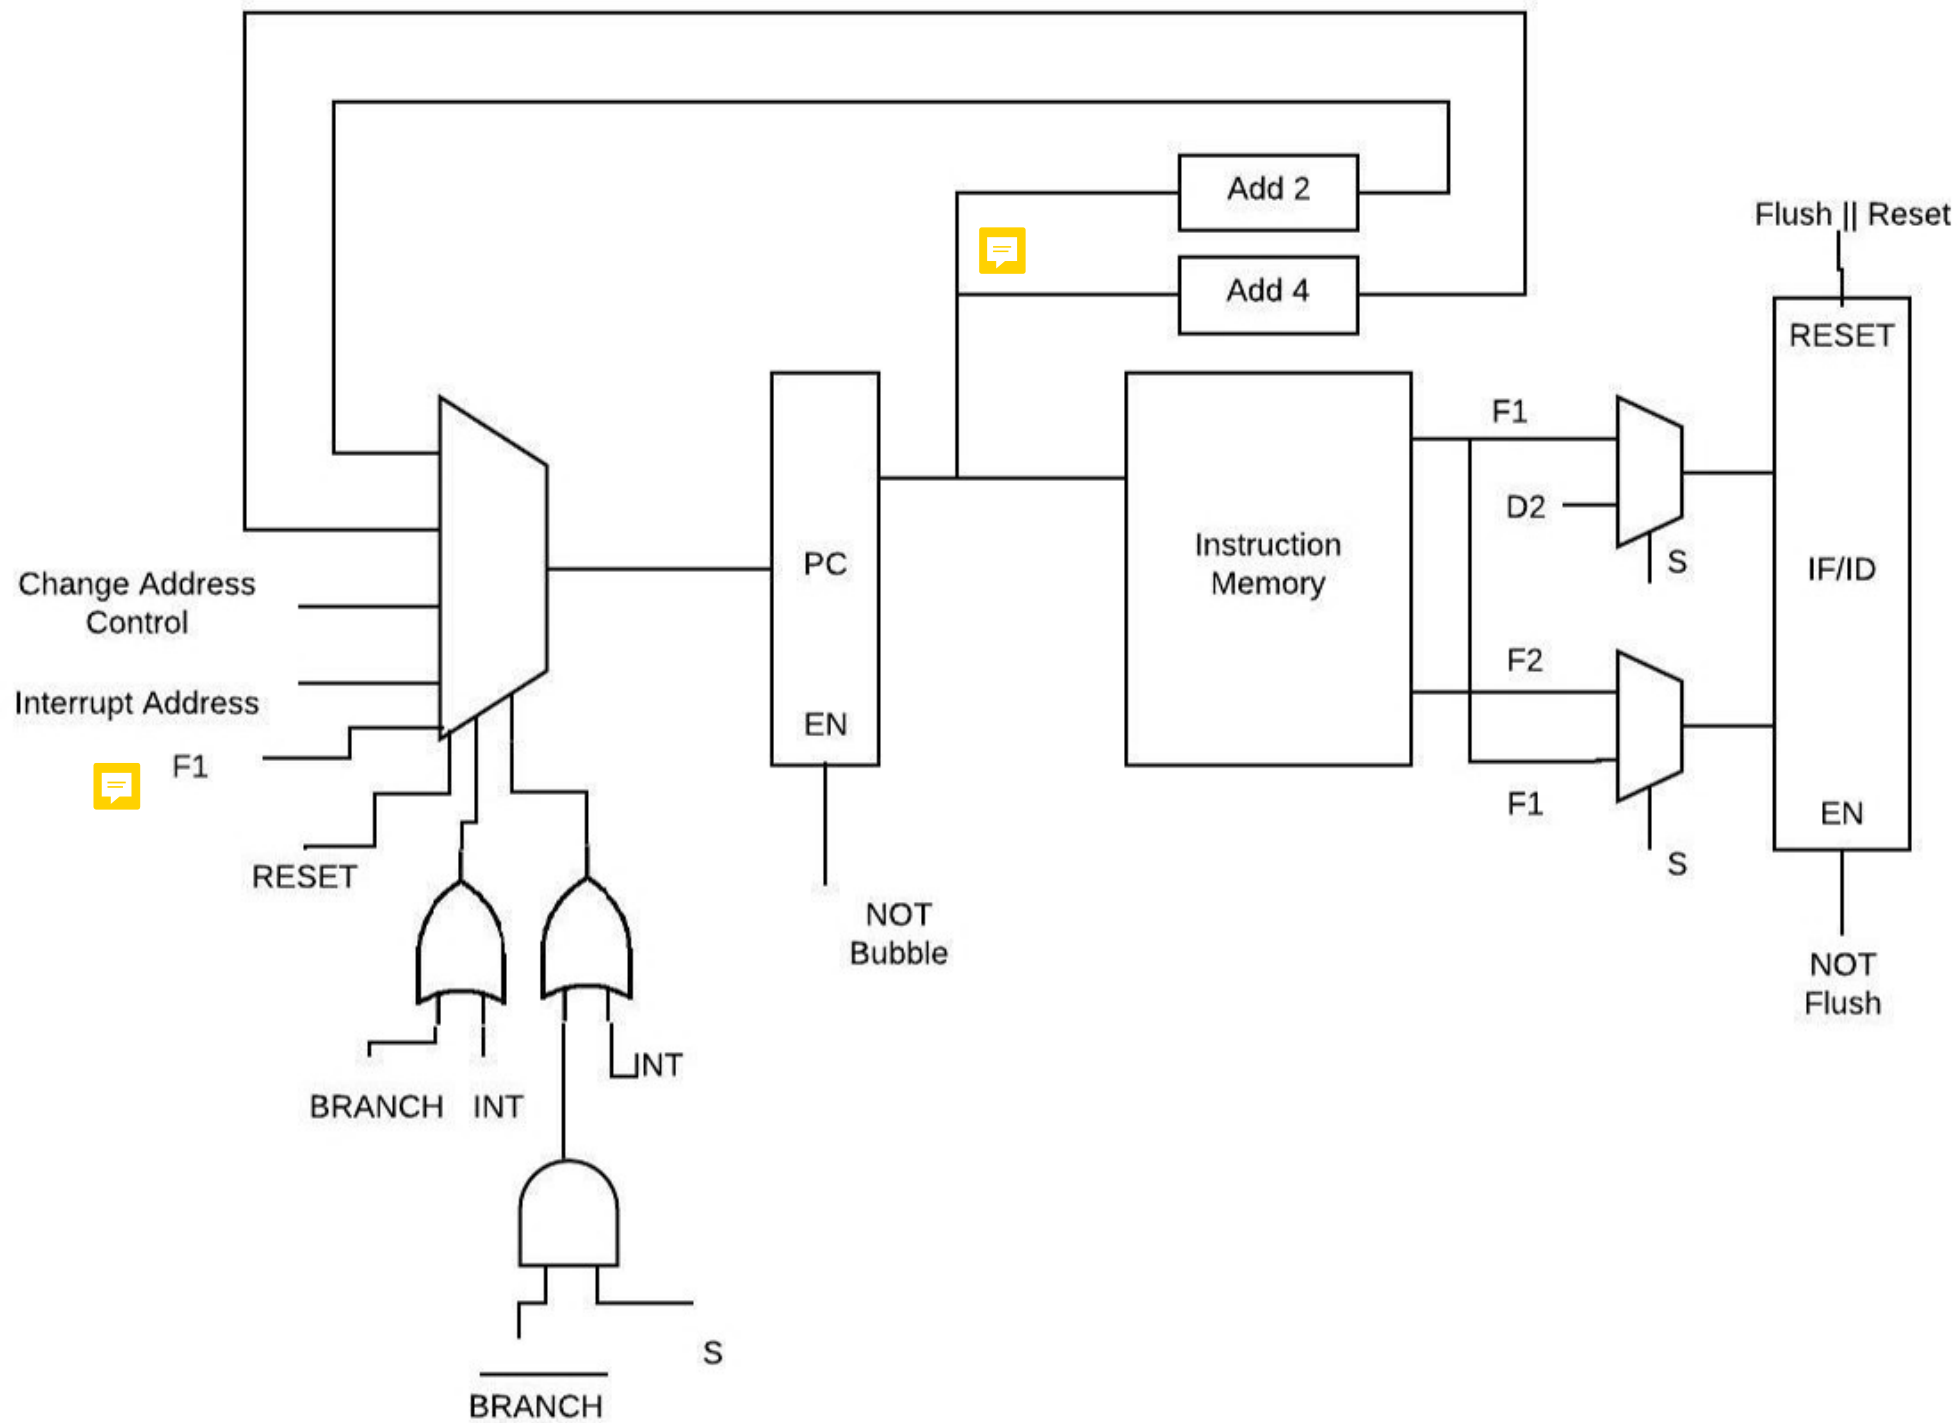 Add 2
Flush || Reset
Add 4
RESET
F1
D2
S
Instruction
Memory
PC
IF/ID
Change Address
Control
F2
Interrupt Address
EN
F1
F1
EN
S
RESET
NOT
Bubble
NOT
Flush
INT
BRANCH
INT
S
BRANCH